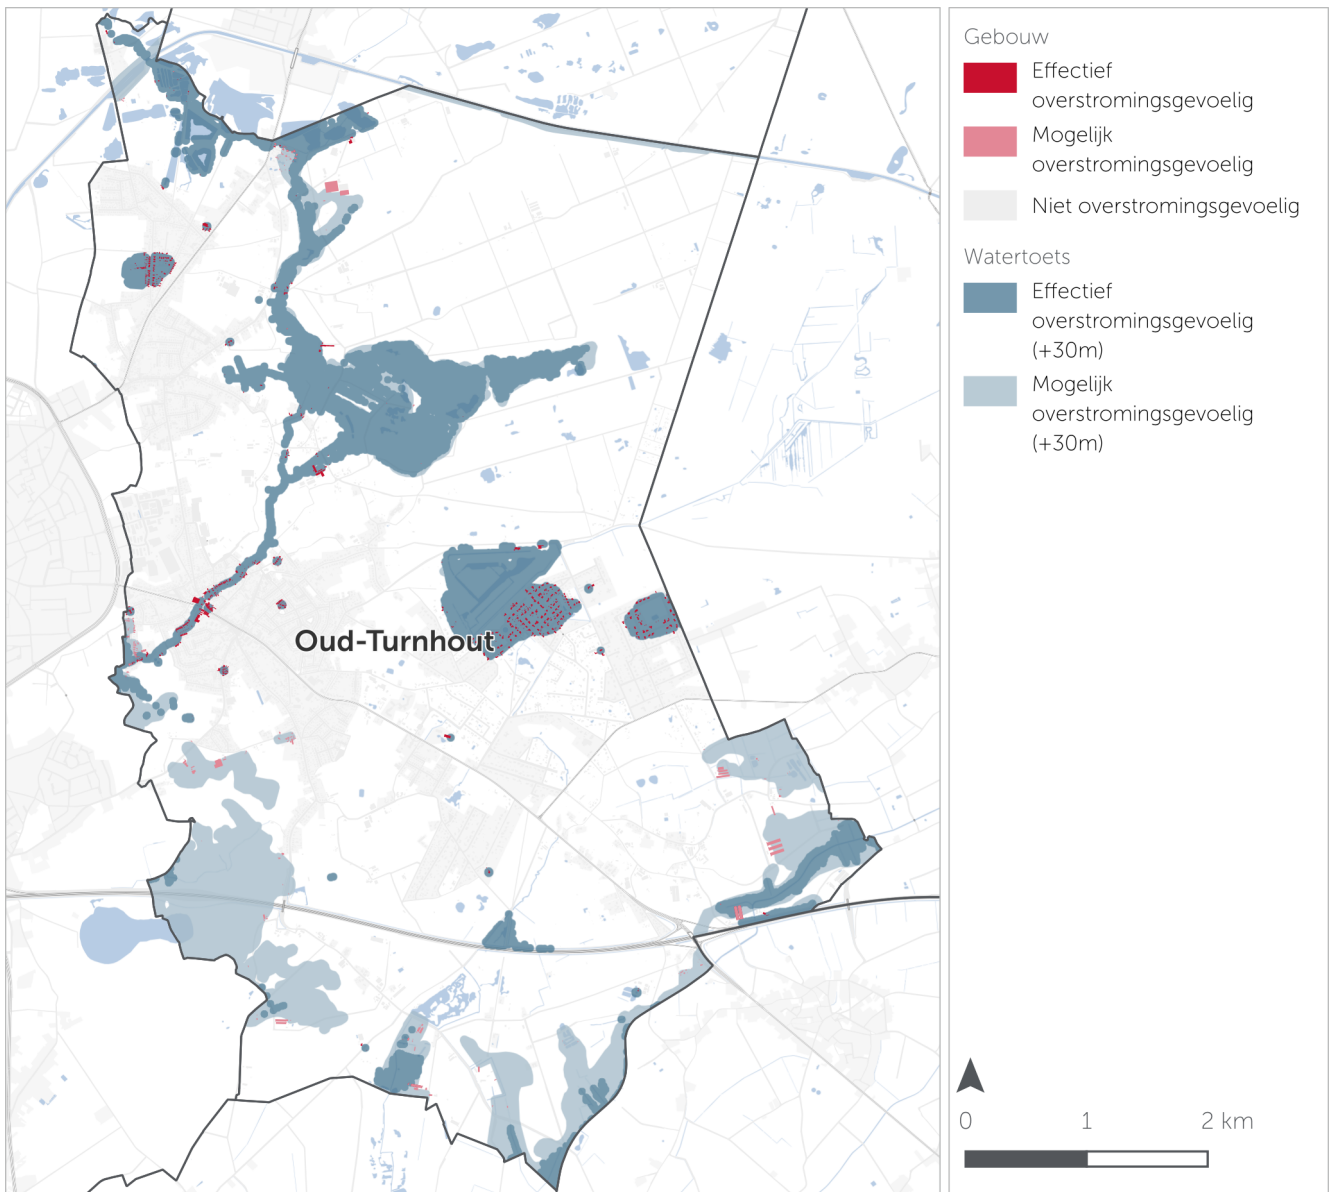 Oud-Turnhout
Gebouw
Effectief
overstromingsgevoelig
Mogelijk
overstromingsgevoelig
Niet overstromingsgevoelig
Watertoets
Effectief
overstromingsgevoelig
(+30m)
Mogelijk
overstromingsgevoelig
(+30m)
0 1 2 km